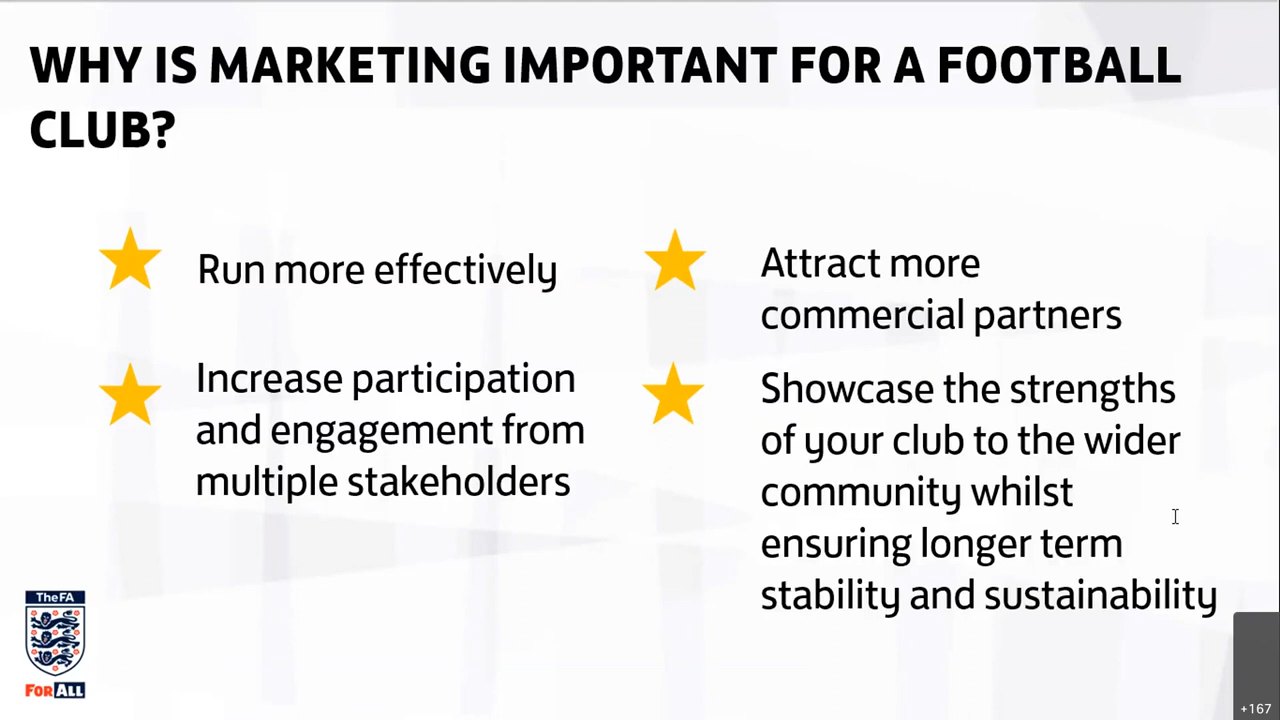 WHY IS MARKETING IMPORTANT FOR A FOOTBALL
CLUB?
Run more effectively
Increase participation
and engagement from
multiple stakeholders
Attract more
commercial partners
Showcase the strengths
of your club to the wider
community whilst
ensuring longer term
stability and sustainability
The FA
FOR ALL
+167